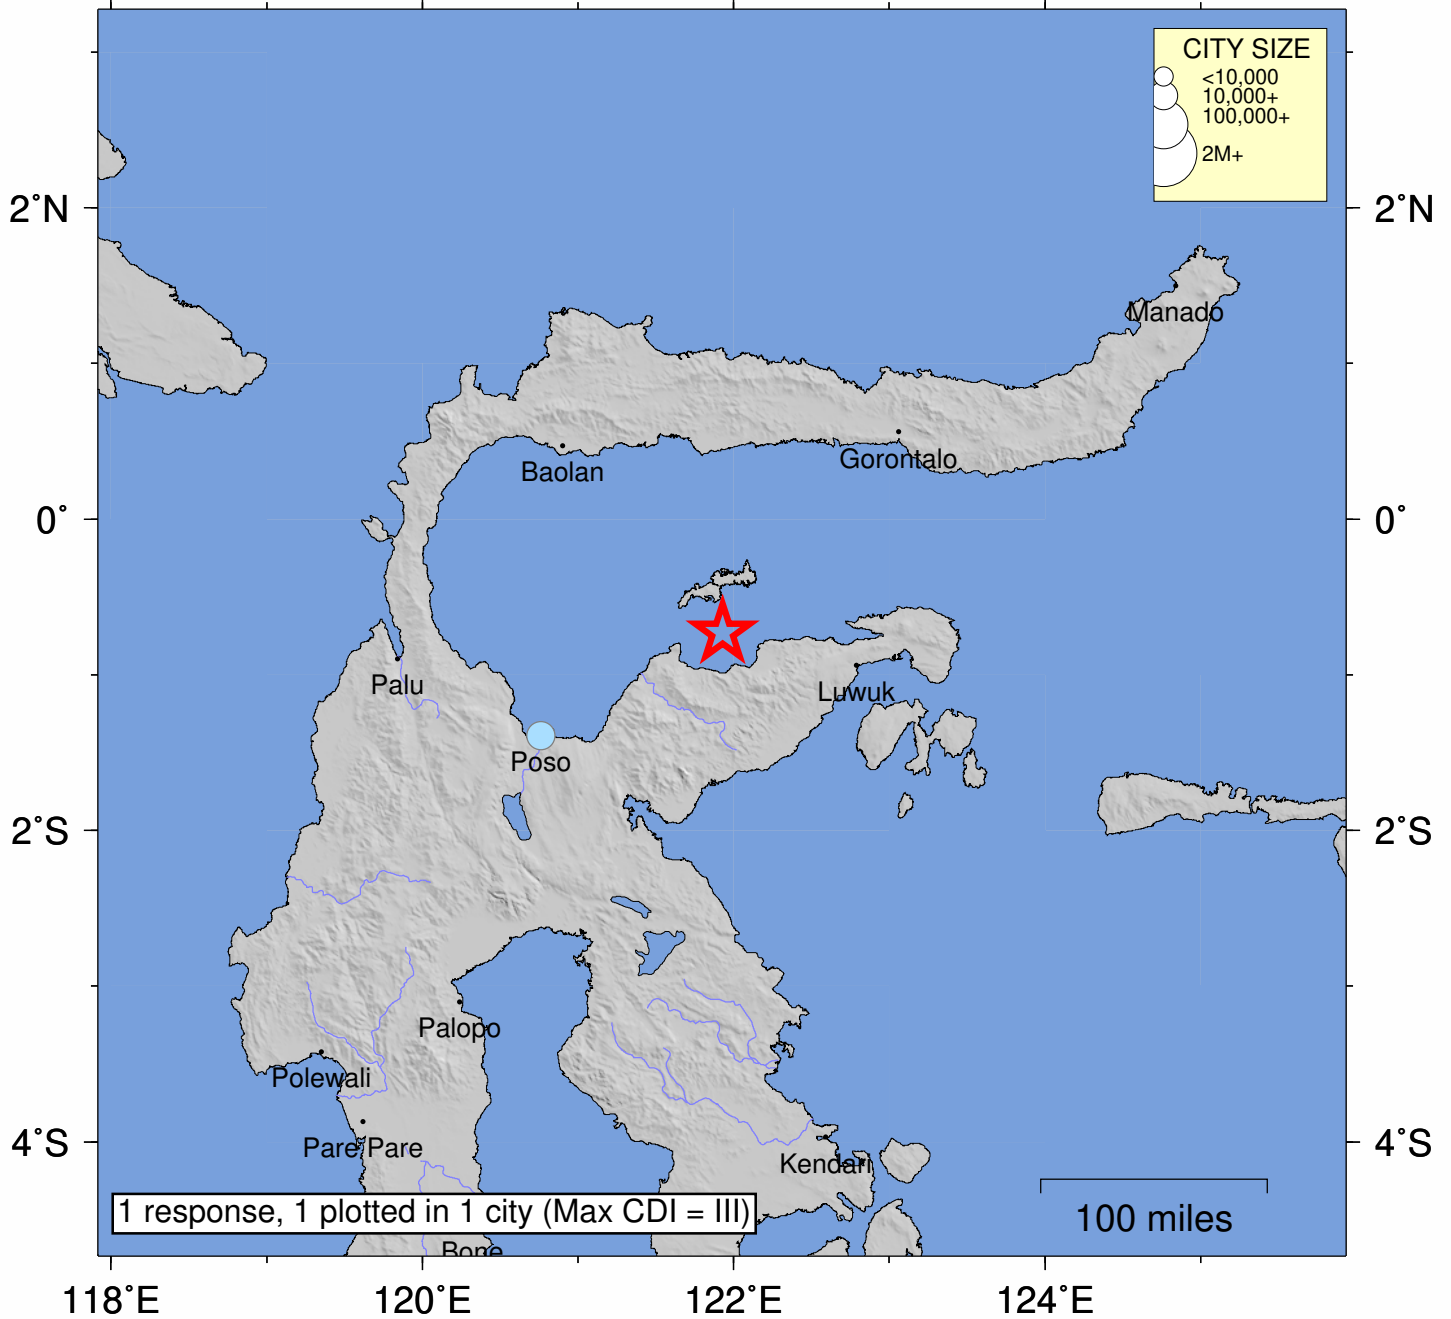 CITY SIZE
<10,000
10,000+
100,000+
2M+
2˚N
2˚N
Manado
Baolan
Gorontalo
0˚
0˚
Palu
Luwuk
Poso
2˚S
2˚S
Palopo
Polewali
Pare Pare
4˚S
4˚S
Kendari
1 response, 1 plotted in 1 city (Max CDI = III)
100 miles
Bone
118˚E
120˚E
122˚E
124˚E